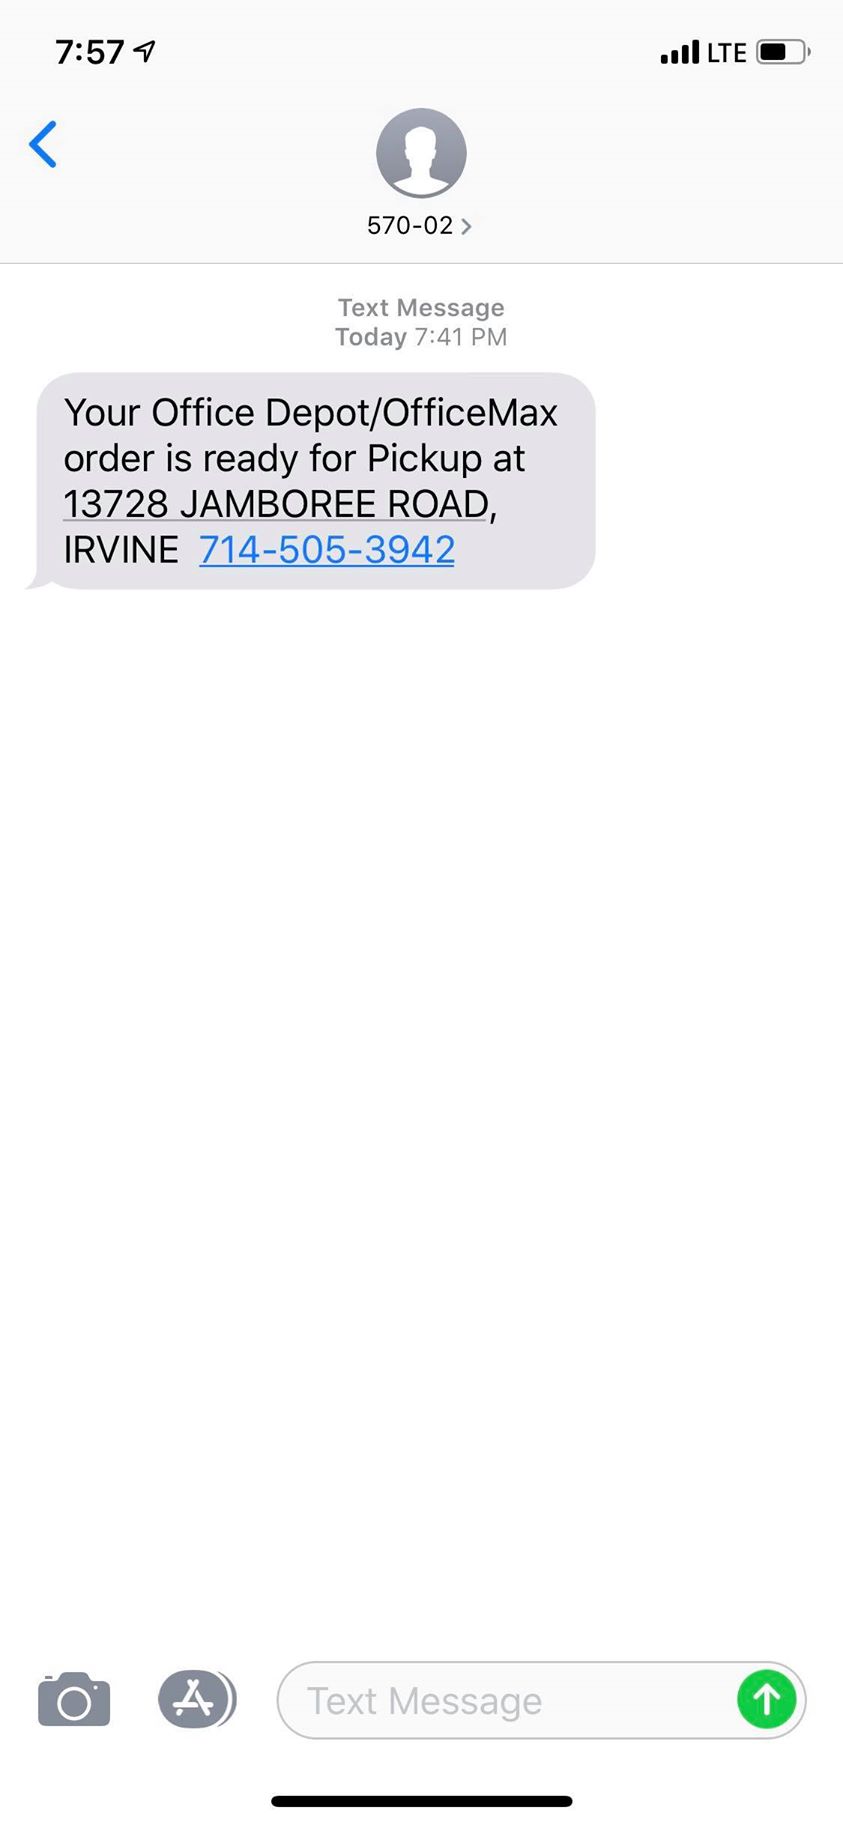 7:57
LTE
570-02
Text Message
Today 7:41 PM
Your Office Depot/OfficeMax
order is ready for Pickup at
13728 JAMBOREE ROAD,
IRVINE  714-505-3942
Text Message